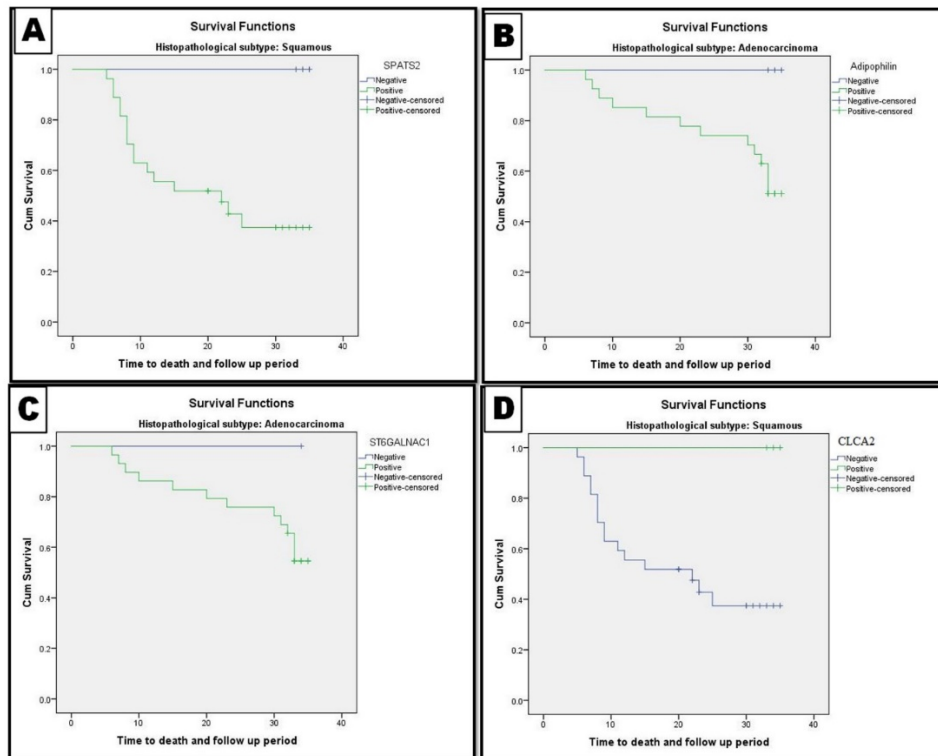 A
Survival Functions
Histopathological subtype: Squamous
SPATS2
Negative
Positive
Negative-censored
Positive-censored
Cum Survival
1.0
0.8
0.6
0.4
0.2
0.0
0 10 20 30 40
Time to death and follow up period
B
Survival Functions
Histopathological subtype: Adenocarcinoma
Adipophilin
Negative
Positive
Negative-censored
Positive-censored
Cum Survival
1.0
0.8
0.6
0.4
0.2
0.0
0 10 20 30 40
Time to death and follow up period
C
Survival Functions
Histopathological subtype: Adenocarcinoma
ST6GALNAC1
Negative
Positive
Negative-censored
Positive-censored
Cum Survival
1.0
0.8
0.6
0.4
0.2
0.0
0 10 20 30 40
Time to death and follow up period
D
Survival Functions
Histopathological subtype: Squamous
CLCA2
Negative
Positive
Negative-censored
Positive-censored
Cum Survival
1.0
0.8
0.6
0.4
0.2
0.0
0 10 20 30 40
Time to death and follow up period